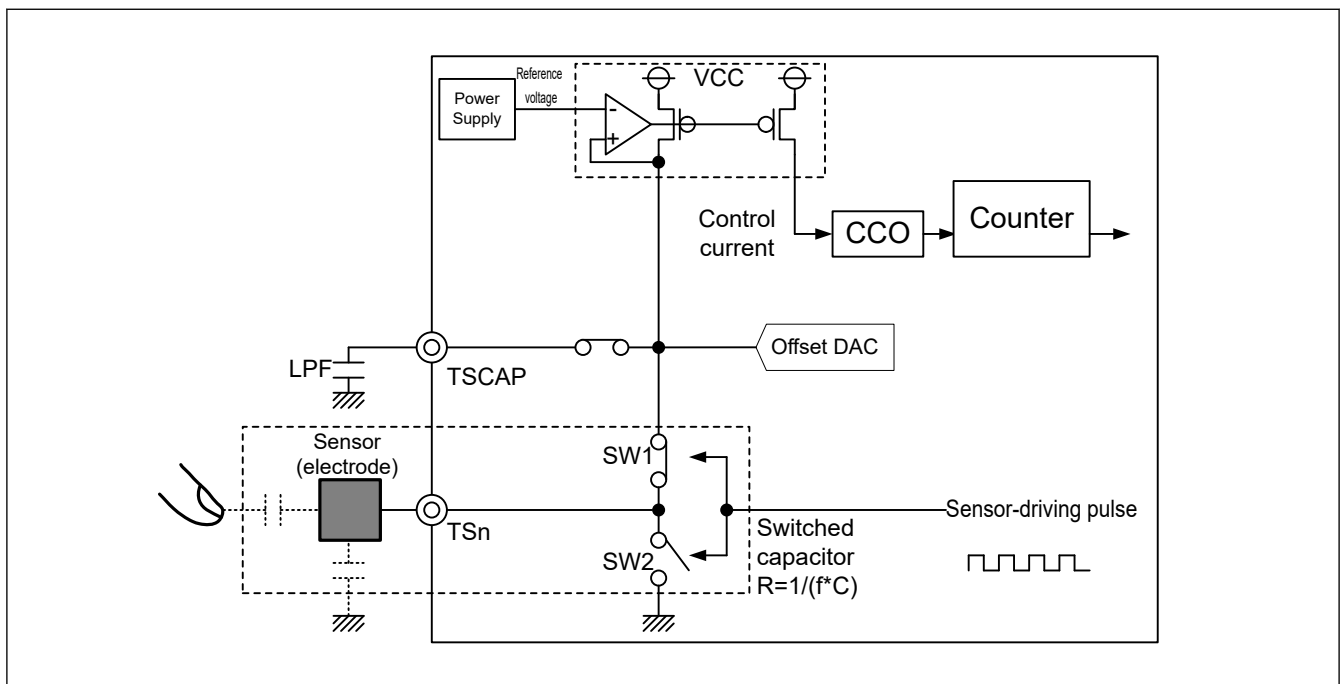 Power
Supply
Reference
voltage
-
+
VCC
Control
current
CCO
Counter
LPF
TSCAP
Offset DAC
Sensor
(electrode)
TSn
SW1
SW2
Switched
capacitor
R=1/(f*C)
Sensor-driving pulse